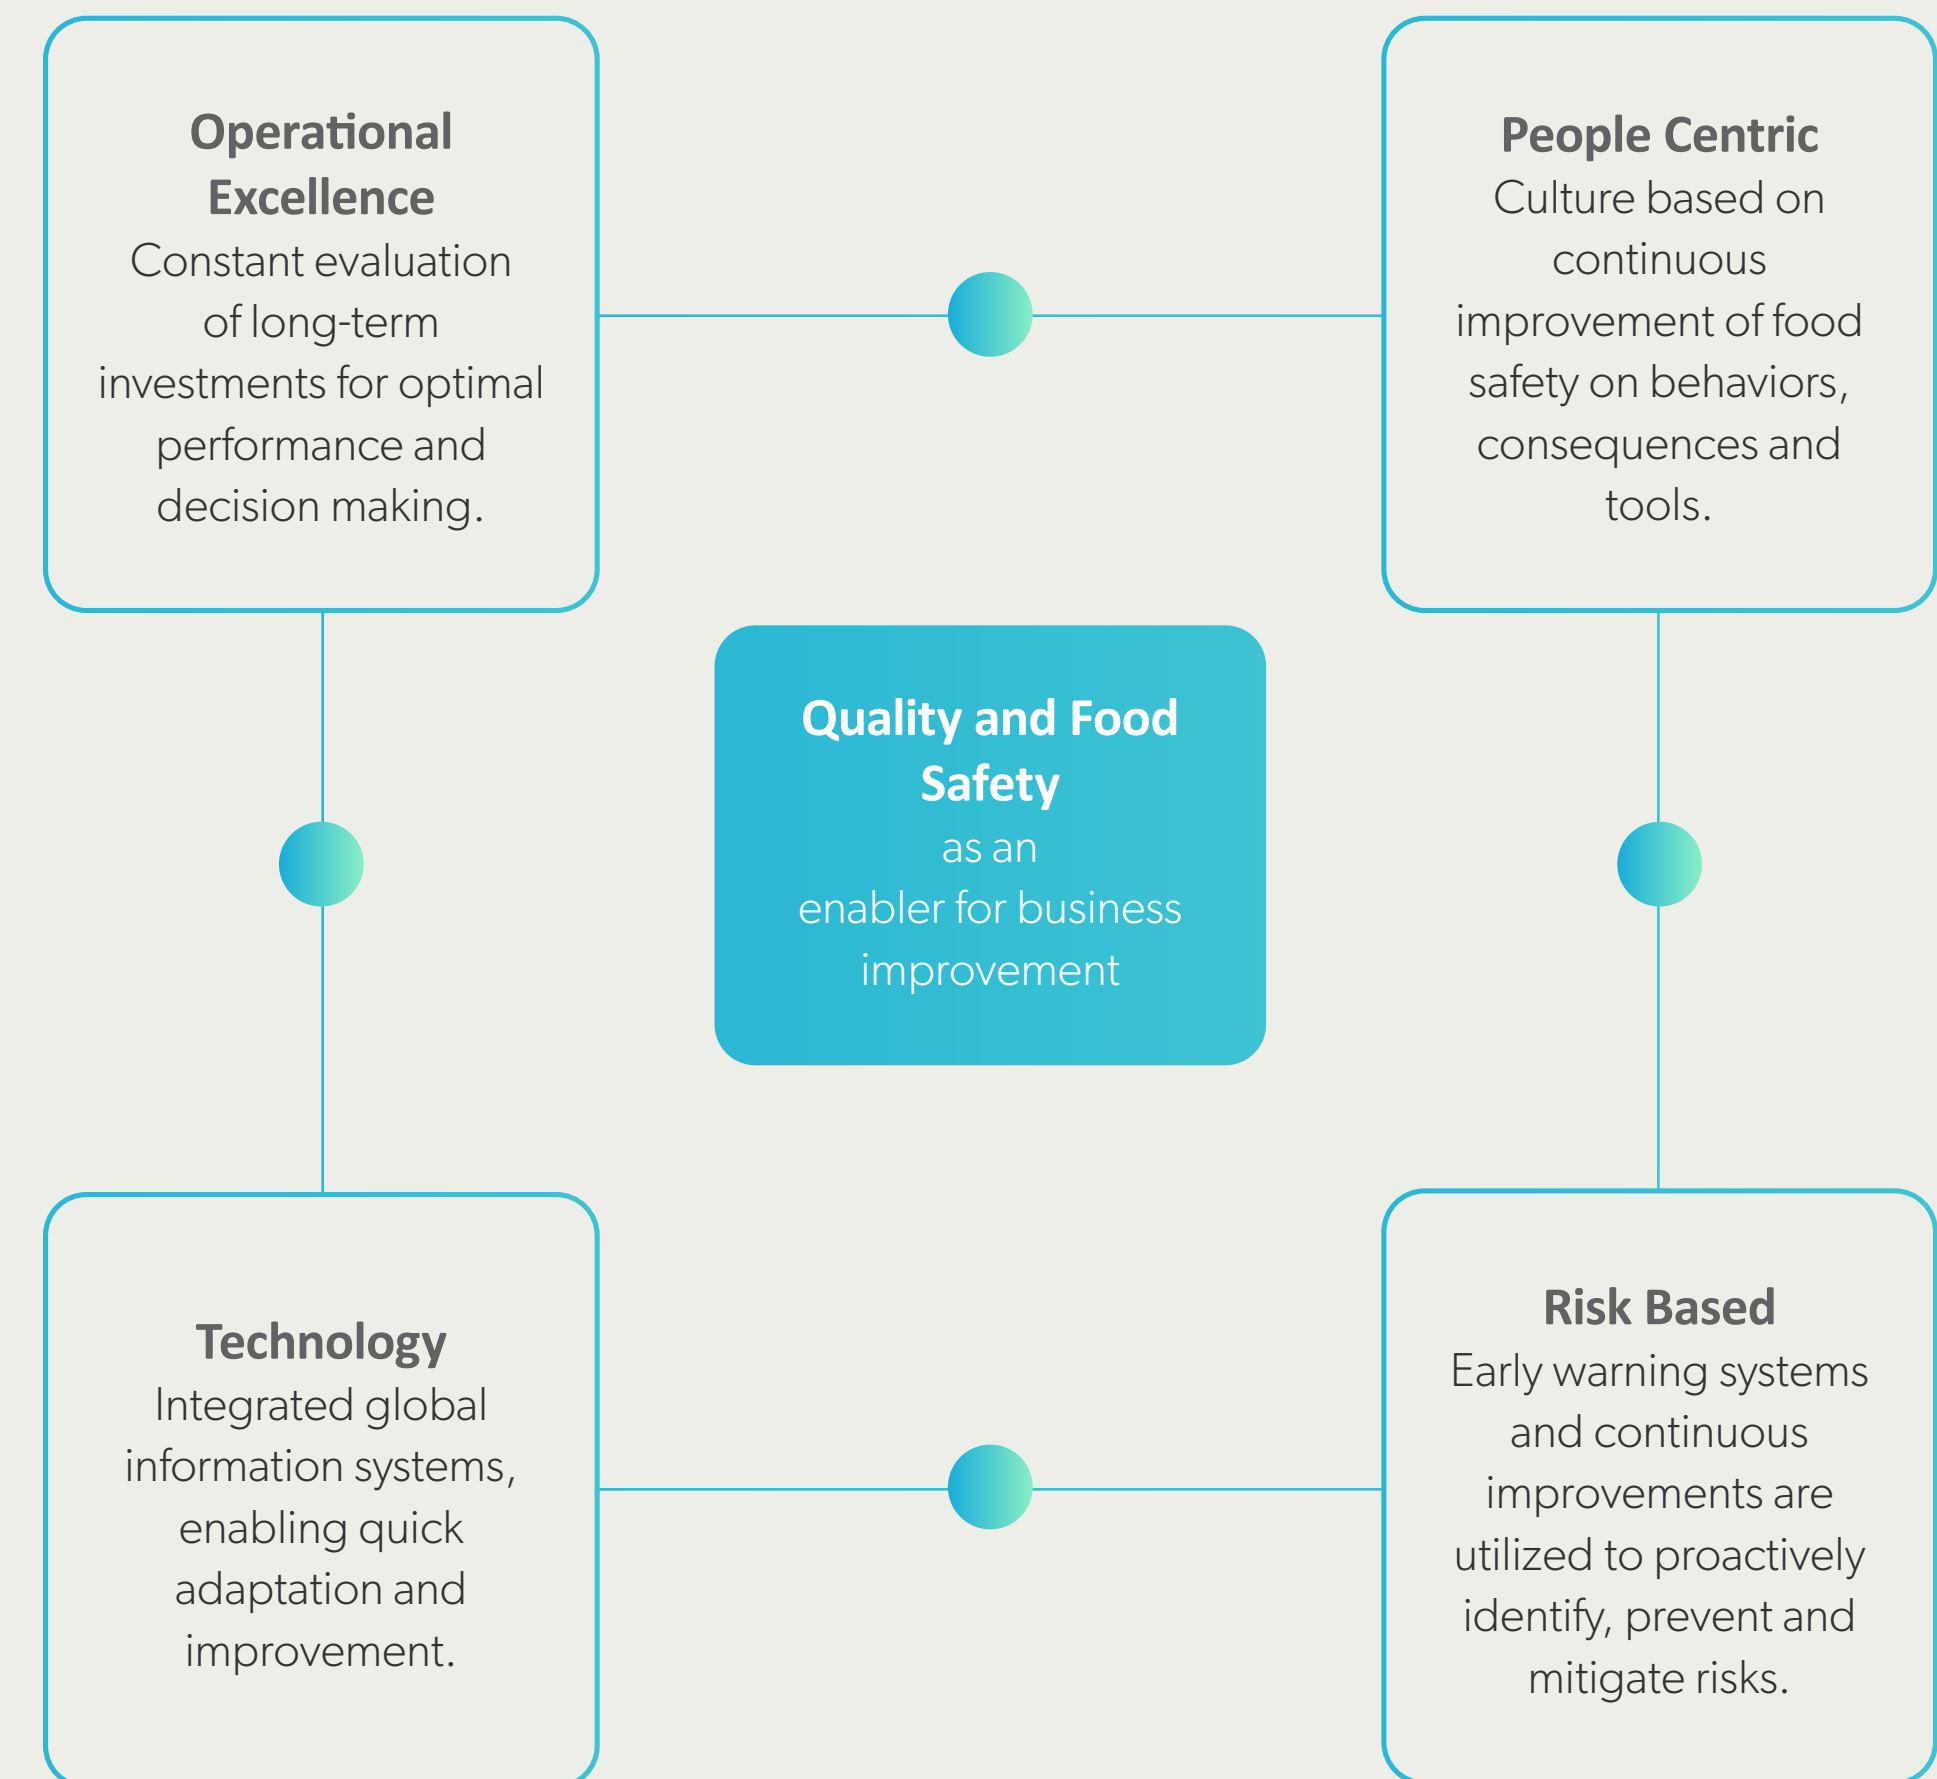 Operational
Excellence
Constant evaluation
of long-term
investments for optimal
performance and
decision making.
People Centric
Culture based on
continuous
improvement of food
safety on behaviors,
consequences and
tools.
Quality and Food
Safety
as an
enabler for business
improvement
Technology
Integrated global
information systems,
enabling quick
adaptation and
improvement.
Risk Based
Early warning systems
and continuous
improvements are
utilized to proactively
identify, prevent and
mitigate risks.